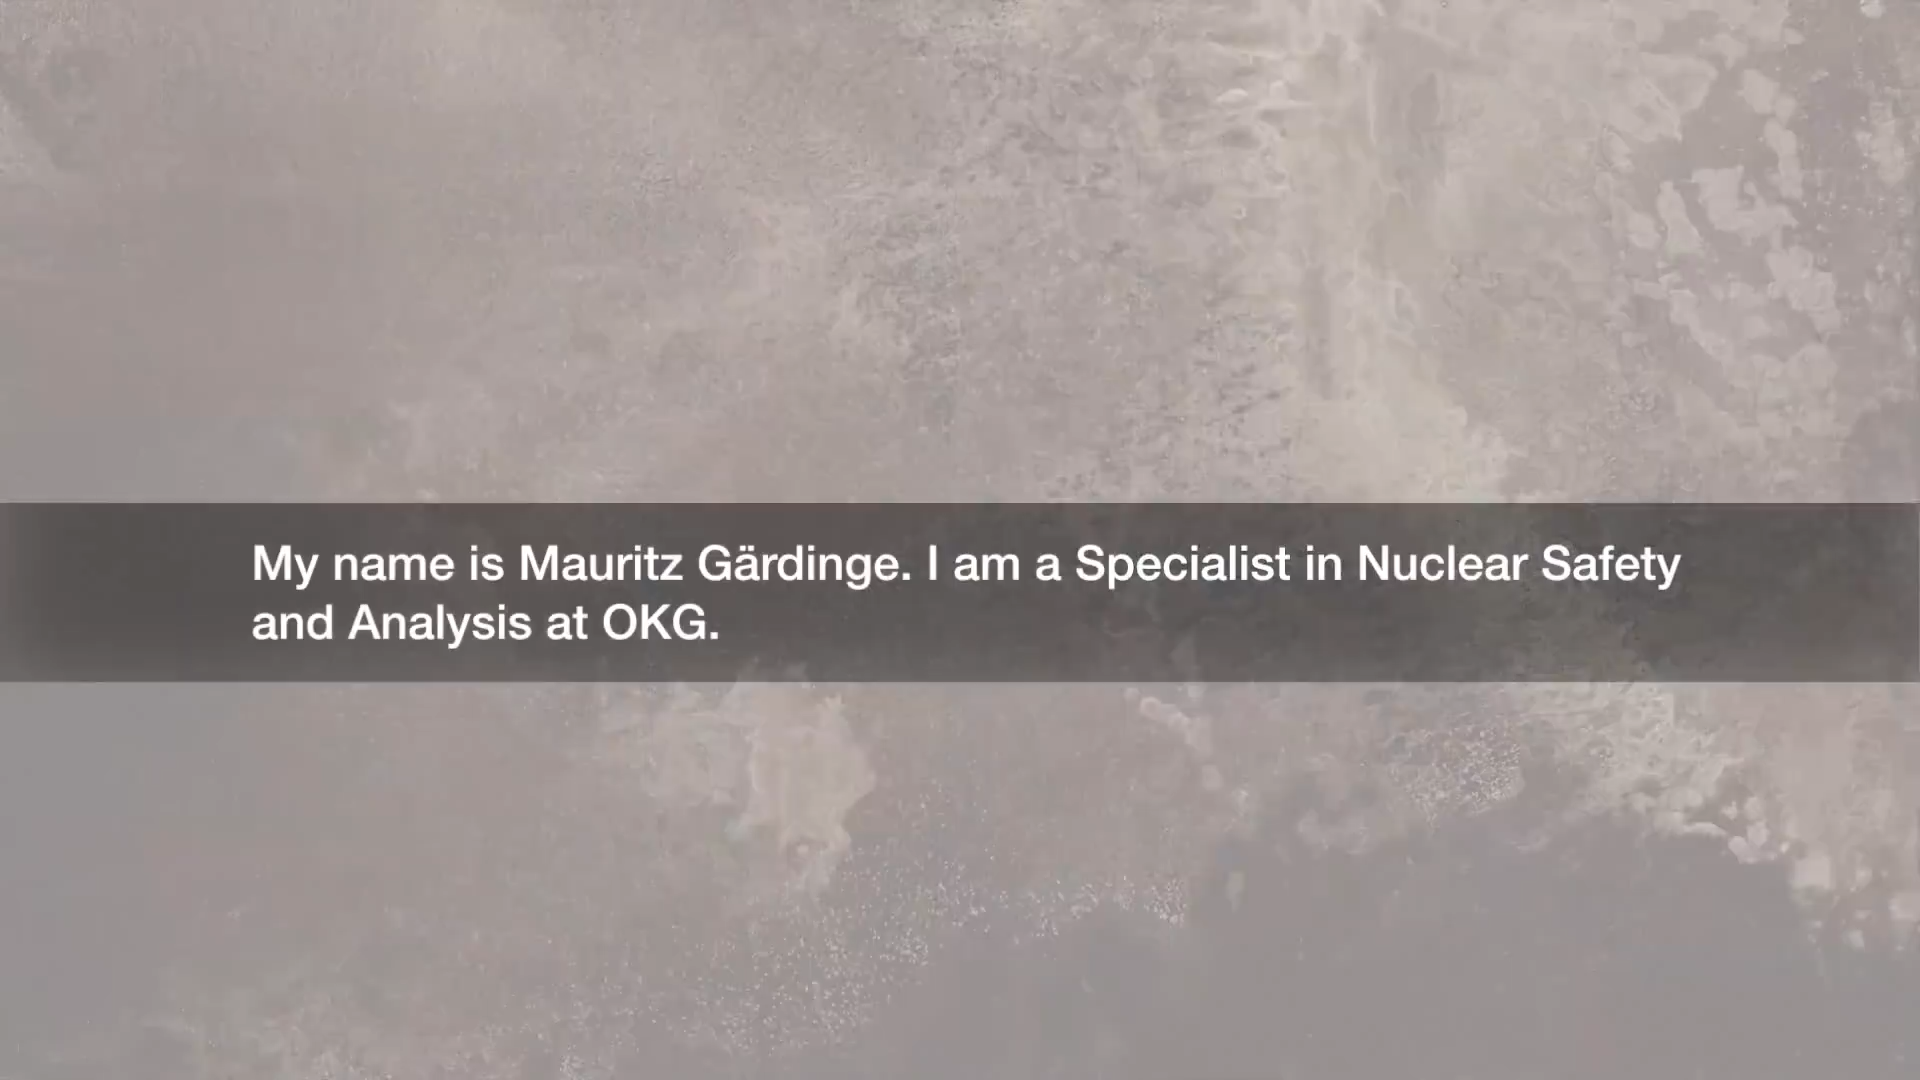 My name is Mauritz Gärdinge. I am a Specialist in Nuclear Safety
and Analysis at OKG.